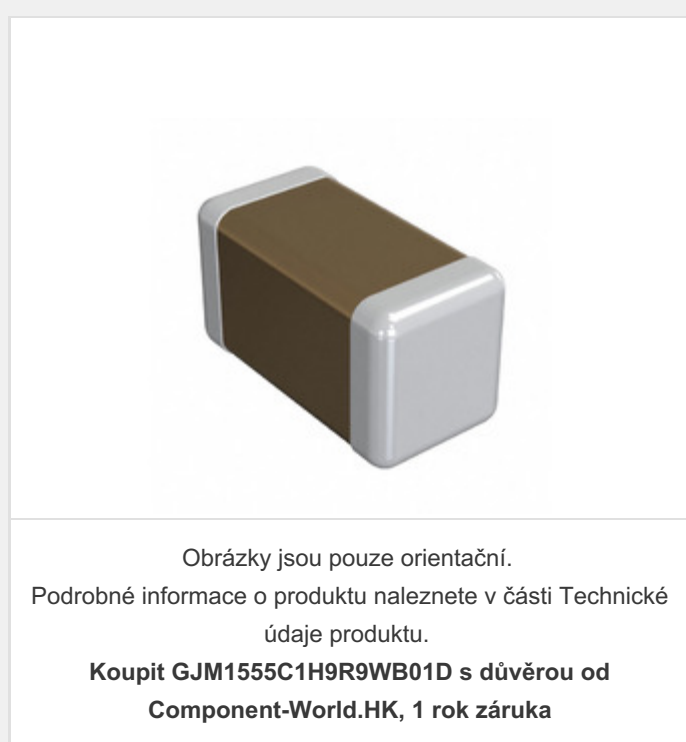 Obrázky jsou pouze orientační.
Podrobné informace o produktu naleznete v části Technické
údaje produktu.
Koupit GJM1555C1H9R9WB01D s důvěrou od
Component-World.HK, 1 rok záruka